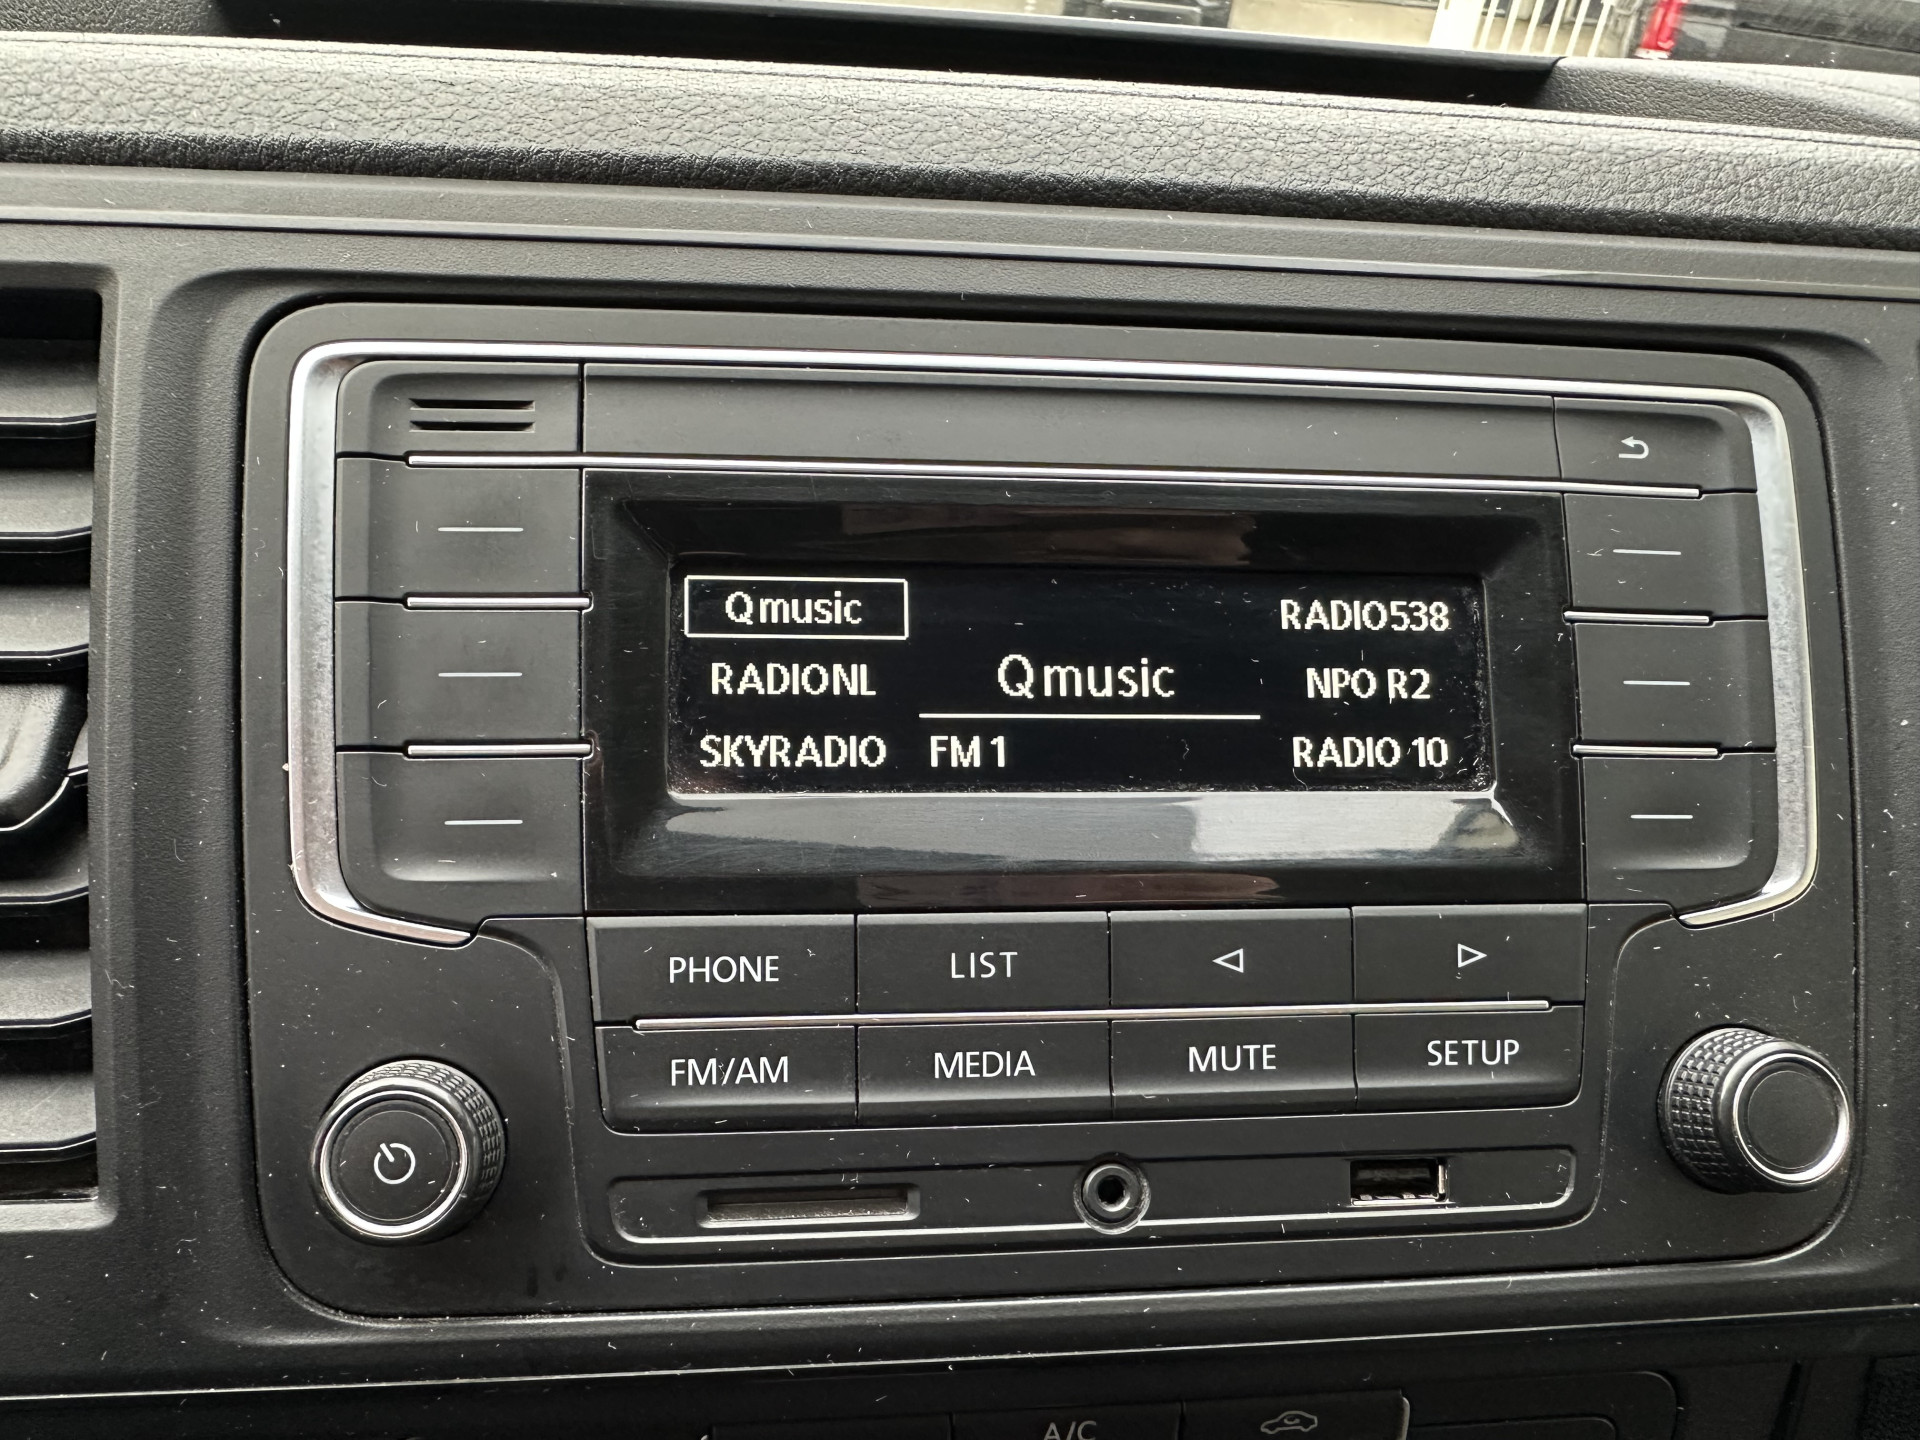 Qmusic
RADIO538
RADIONL
Qmusic
NPO R2
SKYRADIO
FM 1
RADIO 10
PHONE
LIST
FM/AM
MEDIA
MUTE
SETUP
A/C